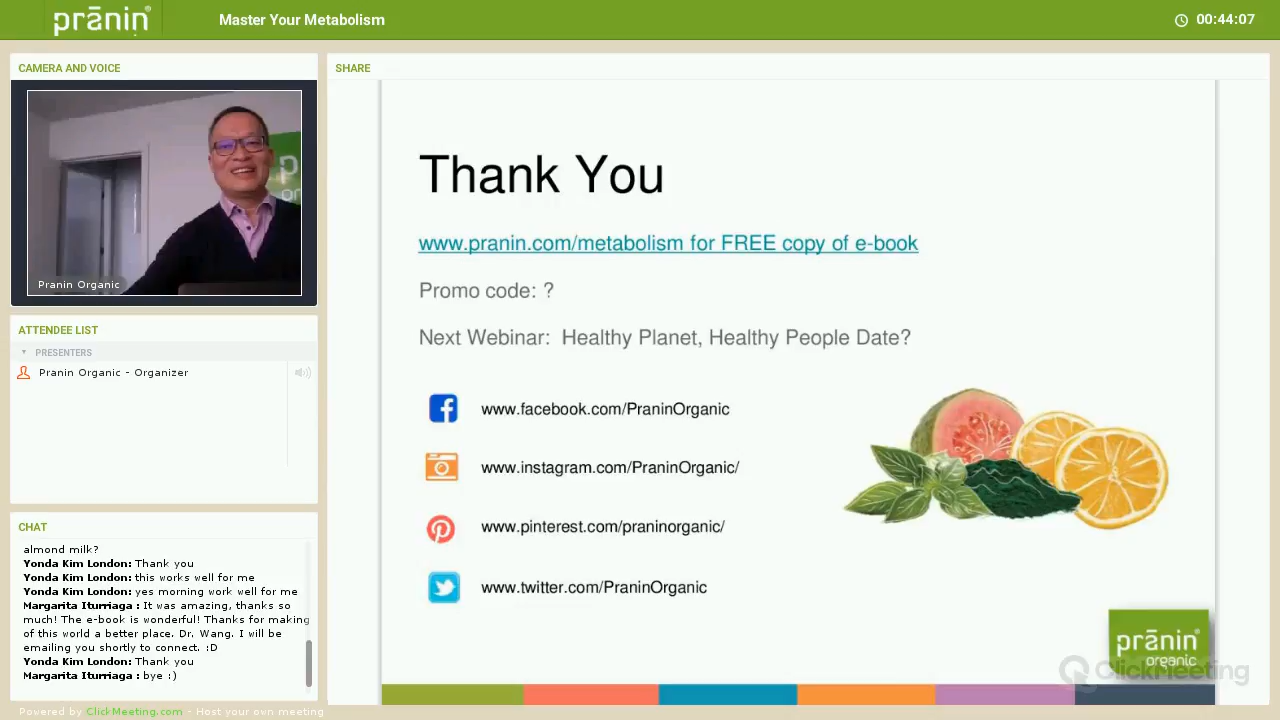 prānin®
Master Your Metabolism
00:44:07
CAMERA AND VOICE
Pranin Organic
ATTENDEE LIST
PRESENTERS
Pranin Organic - Organizer
CHAT
almond milk?
Yonda Kim London: Thank you
Yonda Kim London: this works well for me
Yonda Kim London: yes morning work well for me
Margarita Iturriaga : It was amazing, thanks so
much! The e-book is wonderful! Thanks for making
of this world a better place. Dr. Wang. I will be
emailing you shortly to connect. :D
Yonda Kim London: Thank you
Margarita Iturriaga : bye :)
Powered by ClickMeeting.com - Host your own meeting
SHARE
Thank You
www.pranin.com/metabolism for FREE copy of e-book
Promo code: ?
Next Webinar: Healthy Planet, Healthy People Date?
www.facebook.com/PraninOrganic
www.instagram.com/PraninOrganic/
www.pinterest.com/praninorganic/
www.twitter.com/PraninOrganic
prānin®
organic
ClickMeeting